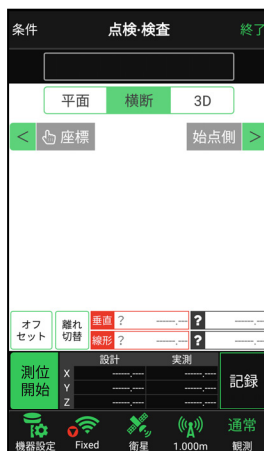 条件 点検・検査 終了
平面 横断 3D
< 座標 始点側 >
オフセット 離れ切替 垂直 ? -----.--- ? -----.---
線形 ? -----.--- ? -----.---
測位開始 設計 実測 記録
X -----.--- -----.---
Y -----.--- -----.---
Z -----.--- -----.---
機器設定 Fixed 衛星 1.000m 通常
観測